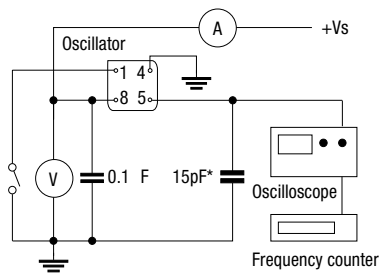 A
+Vs
Oscillator
1 4
8 5
V
0.1 F
15pF*
Oscilloscope
Frequency counter